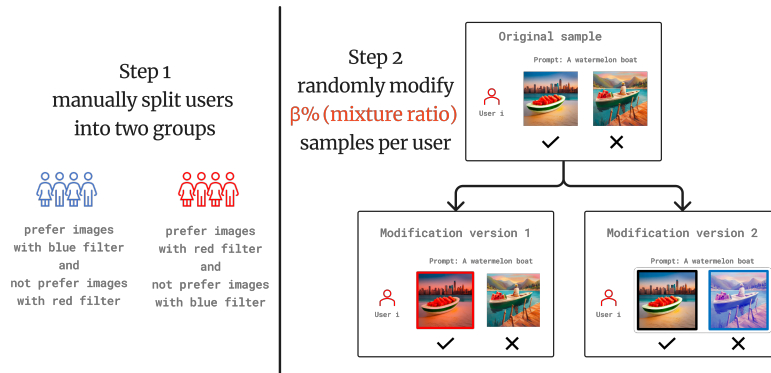 Step 1
manually split users
into two groups
prefer images
with blue filter
and
not prefer images
with red filter
prefer images
with red filter
and
not prefer images
with blue filter
Step 2
randomly modify
β% (mixture ratio)
samples per user
Original sample
Prompt: A watermelon boat
User i
Modification version 1
Prompt: A watermelon boat
User i
Modification version 2
Prompt: A watermelon boat
User i